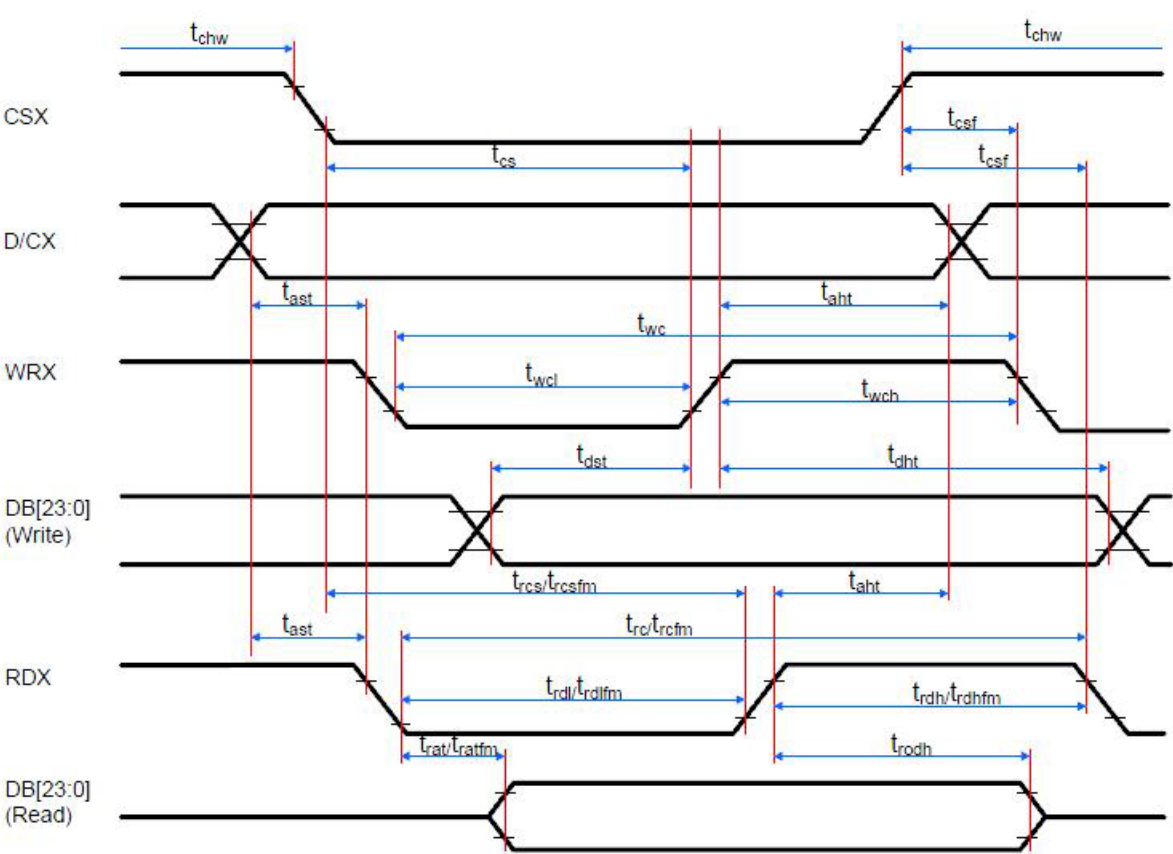 tchw
tchw
CSX
tcsf
tcs
tcsf
D/CX
tast
taht
twc
WRX
twcl
twch
tdst
tdht
DB[23:0]
(Write)
trcs/trcsfm
taht
tast
trc/trcfm
RDX
trdl/trdlfm
trdh/trdhfm
trat/tratfm
trodh
DB[23:0]
(Read)